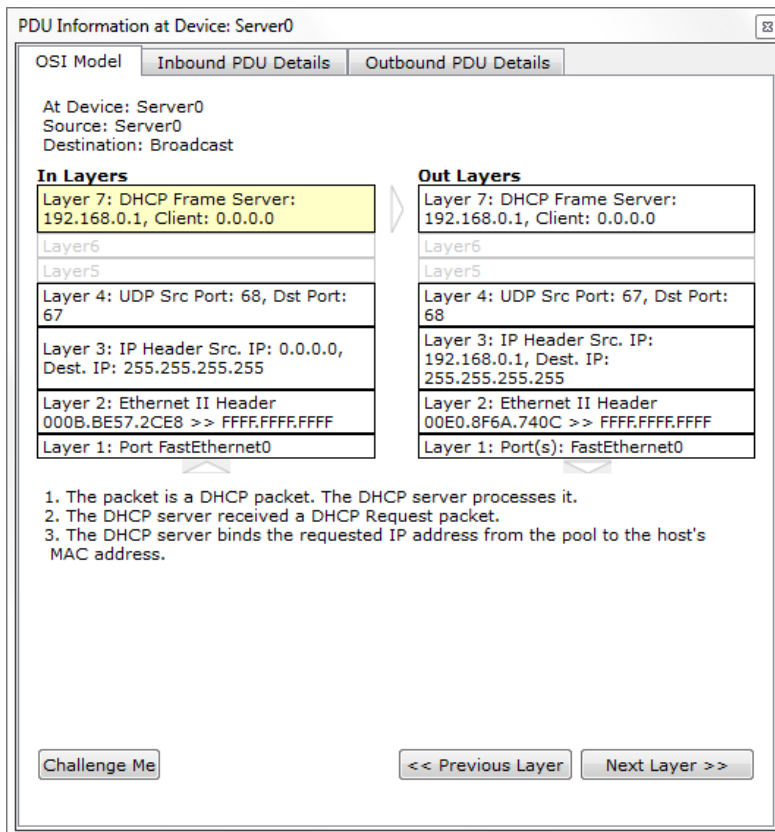 PDU Information at Device: Server0
OSI Model
Inbound PDU Details
Outbound PDU Details
At Device: Server0
Source: Server0
Destination: Broadcast
In Layers
Layer 7: DHCP Frame Server:
192.168.0.1, Client: 0.0.0.0
Layer6
Layer5
Layer 4: UDP Src Port: 68, Dst Port:
67
Layer 3: IP Header Src. IP: 0.0.0.0,
Dest. IP: 255.255.255.255
Layer 2: Ethernet II Header
000B.BE57.2CE8 >> FFFF.FFFF.FFFF
Layer 1: Port FastEthernet0
Out Layers
Layer 7: DHCP Frame Server:
192.168.0.1, Client: 0.0.0.0
Layer6
Layer5
Layer 4: UDP Src Port: 67, Dst Port:
68
Layer 3: IP Header Src. IP:
192.168.0.1, Dest. IP:
255.255.255.255
Layer 2: Ethernet II Header
00E0.8F6A.740C >> FFFF.FFFF.FFFF
Layer 1: Port(s): FastEthernet0
1. The packet is a DHCP packet. The DHCP server processes it.
2. The DHCP server received a DHCP Request packet.
3. The DHCP server binds the requested IP address from the pool to the host's
MAC address.
Challenge Me
<< Previous Layer
Next Layer >>